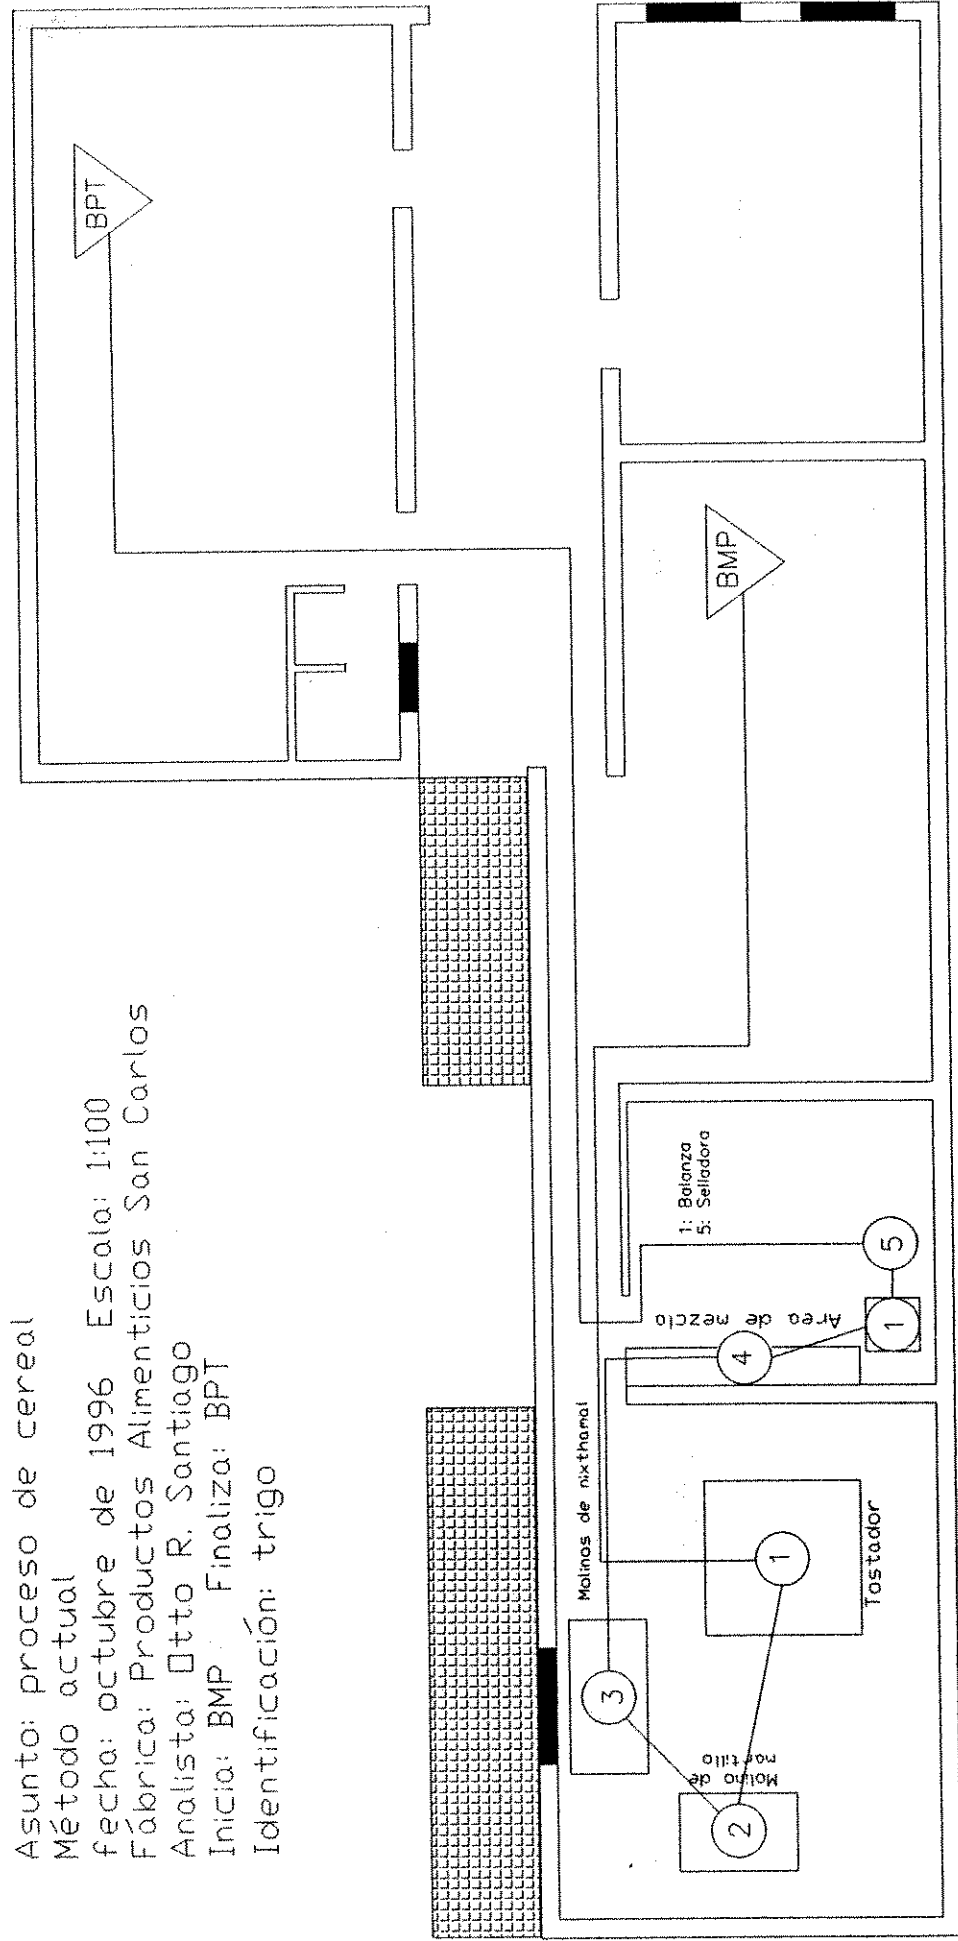 Asunto: proceso de cereal
Método actual
fecha: octubre de 1996 Escala: 1:100
Fábrica: Productos Alimenticios San Carlos
Analista: Otto R. Santiago
Inicia: BMP Finaliza: BPT
Identificación: trigo
BPT
BMP
1: Balanza
5: Selladora
Area de mezcla
5
1
4
Molinos de nixthamal
3
1
Tostador
Molino de
martillo
2